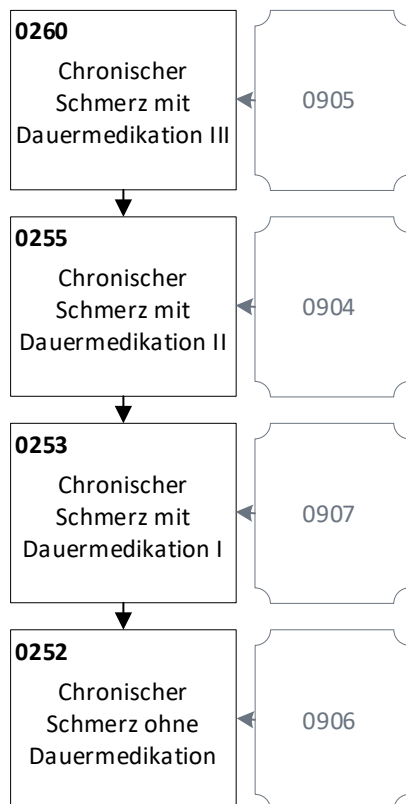 0260
Chronischer
Schmerz mit
Dauermedikation III
0905
0255
Chronischer
Schmerz mit
Dauermedikation II
0904
0253
Chronischer
Schmerz mit
Dauermedikation I
0907
0252
Chronischer
Schmerz ohne
Dauermedikation
0906